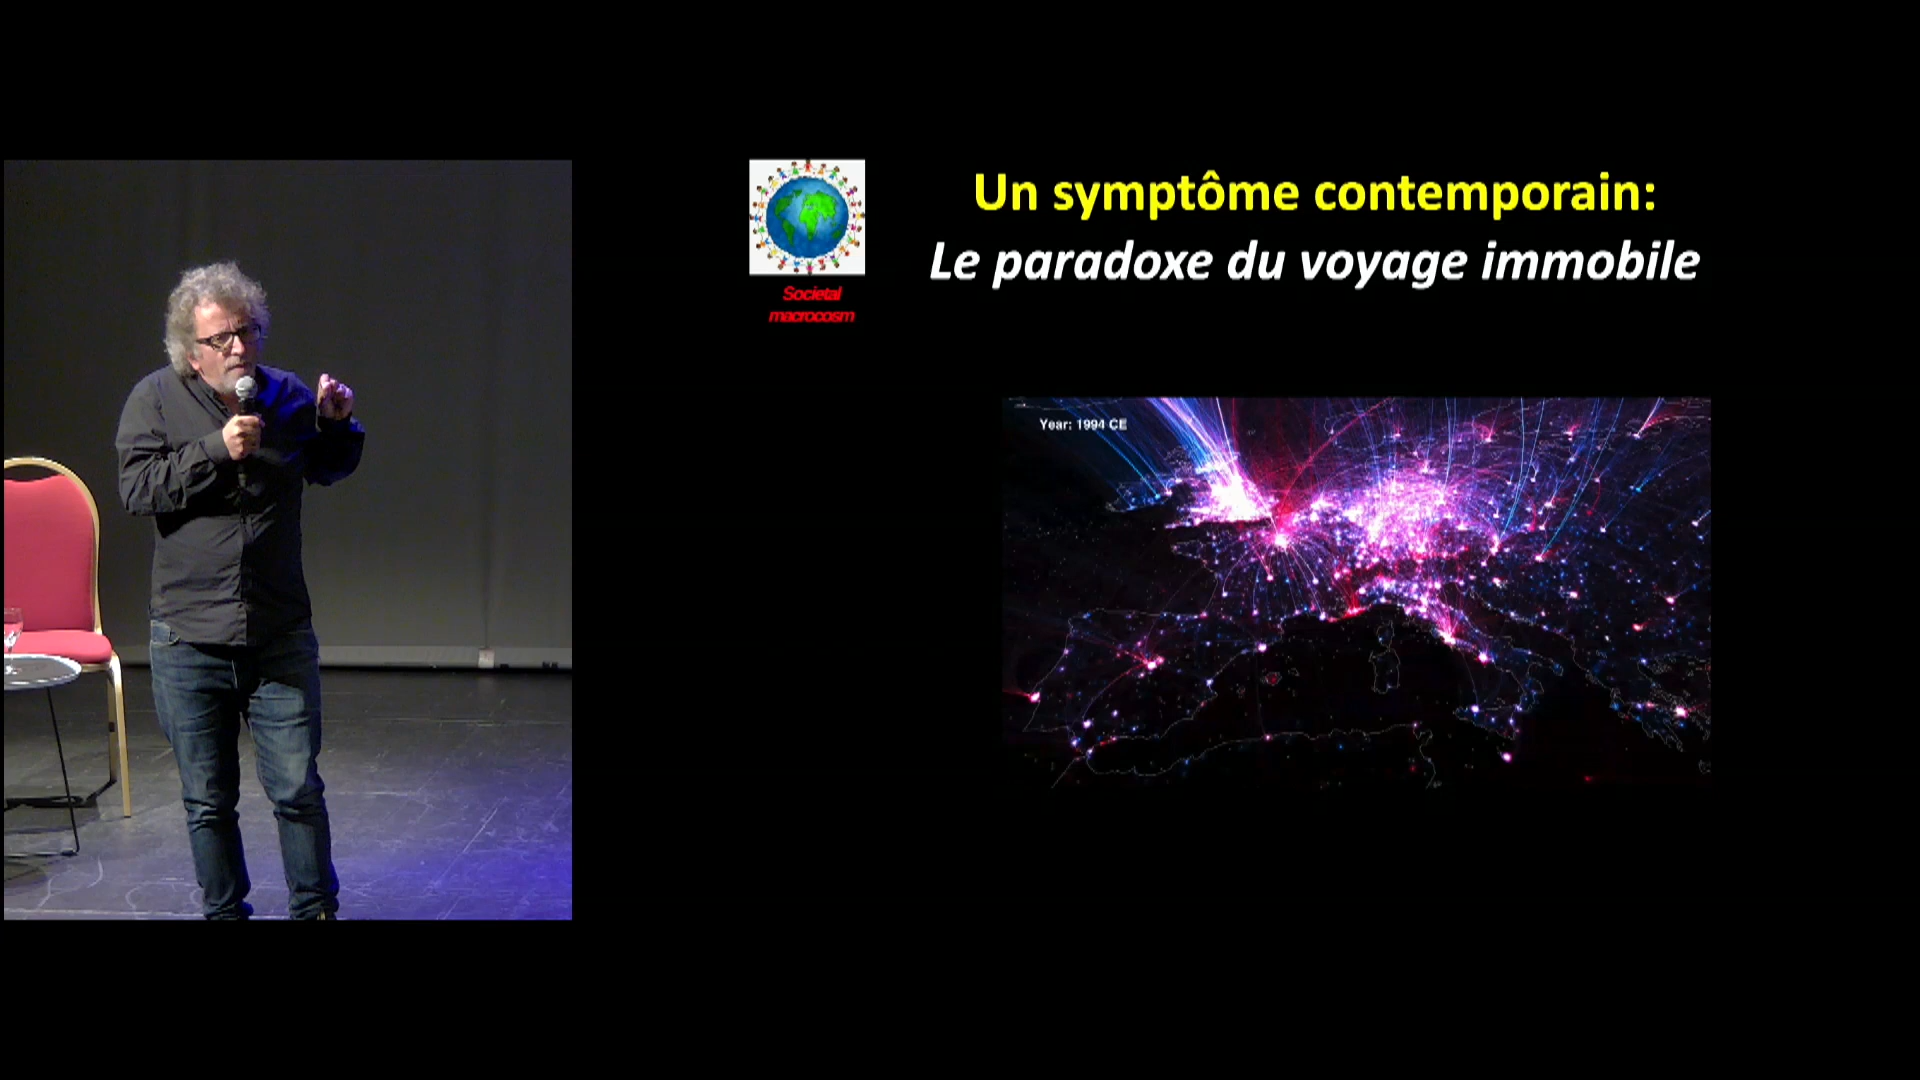 Un symptôme contemporain:
Le paradoxe du voyage immobile
Societal
macrocosm
Year: 1994 CE